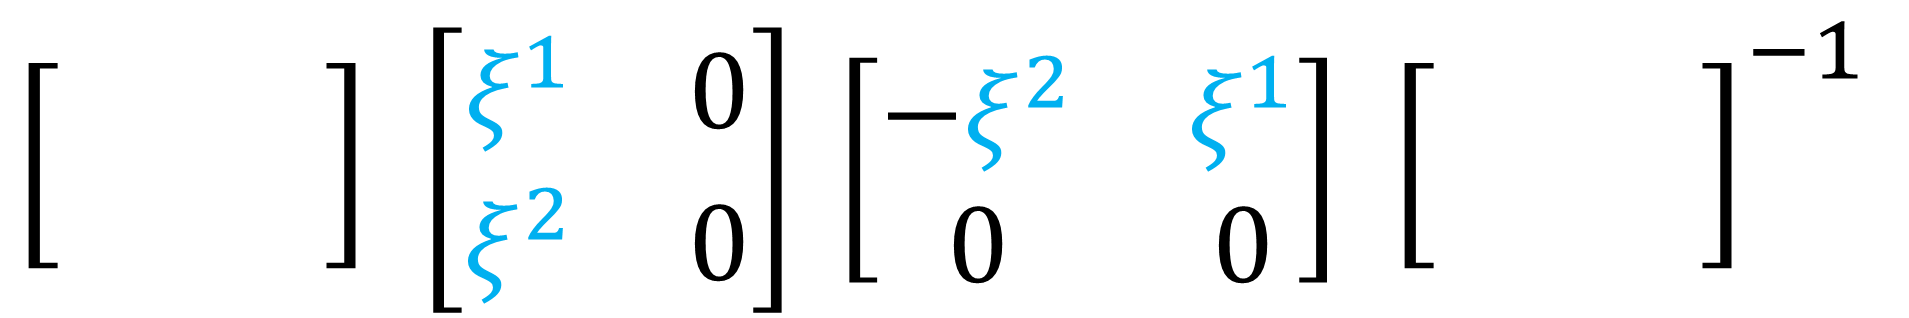 [ ] [ ξ¹ 0 ] [ −ξ² ξ¹ ] [ ]⁻¹
[ ξ² 0 ] [ 0 0 ]